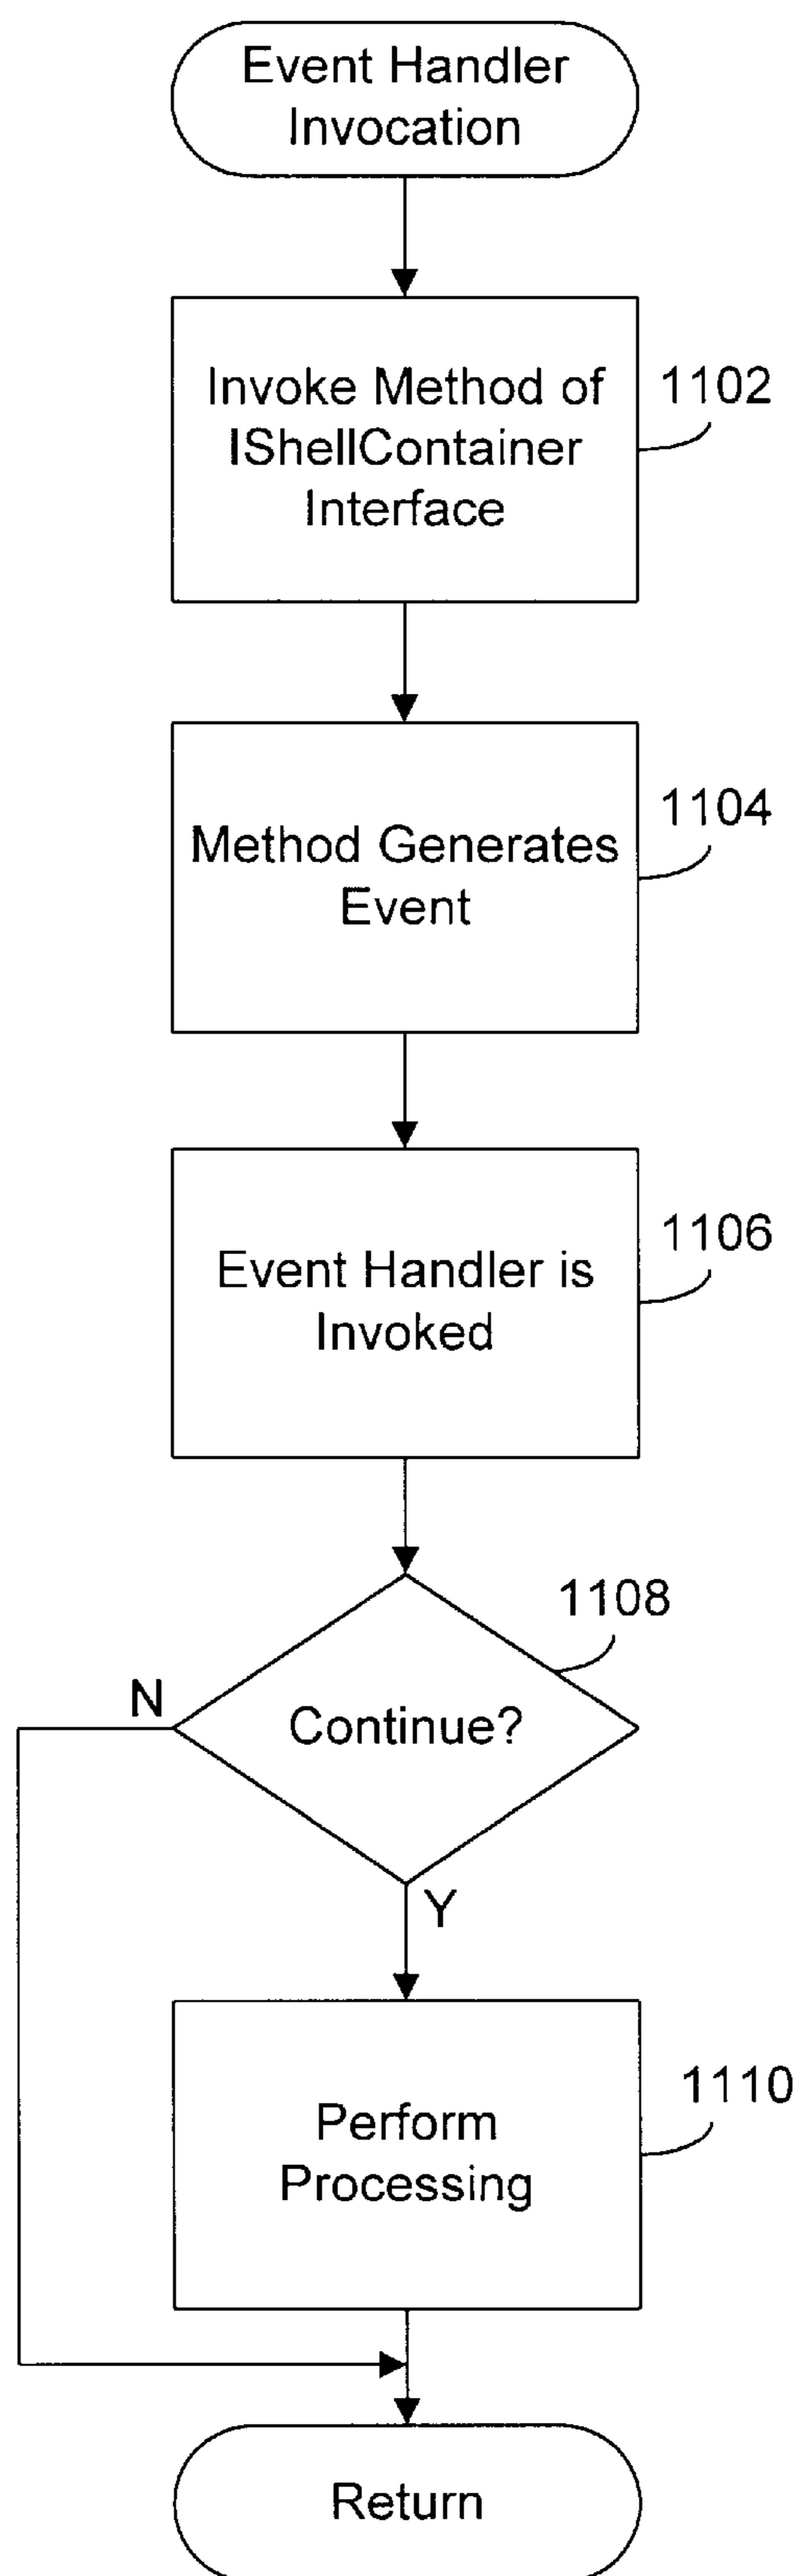 Event Handler
Invocation
Invoke Method of
IShellContainer
Interface
1102
Method Generates
Event
1104
Event Handler is
Invoked
1106
1108
N
Continue?
Y
Perform
Processing
1110
Return